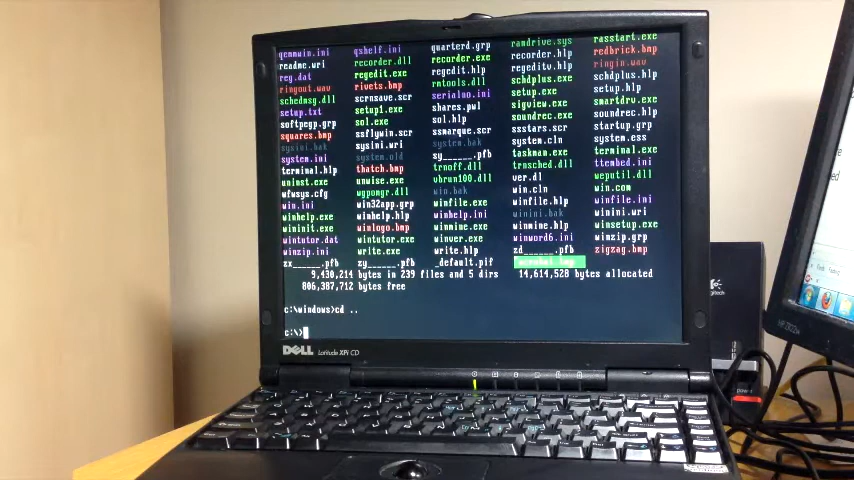 qemmwin.ini qshelf.ini quarterd.grp ramdrive.sys rasstart.exe
readme.wri recorder.dll recorder.exe recorder.hlp redbrick.bmp
reg.dat regedit.exe regedit.hlp regeditv.hlp ringin.wav
ringout.wav rivets.bmp rmtools.dll schdplus.exe schdplus.hlp
schedmsg.dll scrnsave.scr serialno.ini setup.exe setup.hlp
setup.txt setup1.exe shares.pwl sigview.exe smartdrv.exe
softpegp.grp sol.exe sol.hlp soundrec.exe soundrec.hlp
squares.bmp ssflywin.scr ssmarque.scr ssstars.scr startup.grp
sysini.bak sysini.wri system.bak system.cln system.ess
system.ini system.old sy______.pfb taskman.exe terminal.exe
terminal.hlp thatch.bmp trnoff.dll trnsched.dll ttembed.ini
uninst.exe unwise.exe vbrun100.dll ver.dl weputil.dll
wfwsys.cfg wgpomgr.dll win.bak win.cln win.com
win.ini win32app.grp winfile.exe winfile.hlp winfile.ini
winhelp.exe winhelp.hlp winhelp.ini winini.bak winini.wri
wininit.exe winlogo.bmp winmine.exe winmine.hlp winsetup.exe
wintutor.dat wintutor.exe winver.exe winword6.ini winzip.grp
winzip.ini write.exe write.hlp zd______.pfb zigzag.bmp
zx______.pfb zy______.pfb _default.pif
9,430,214 bytes in 239 files and 5 dirs 14,614,528 bytes allocated
806,387,712 bytes free
c:\windows>cd ..
c:\>
DELL Latitude XPi CD